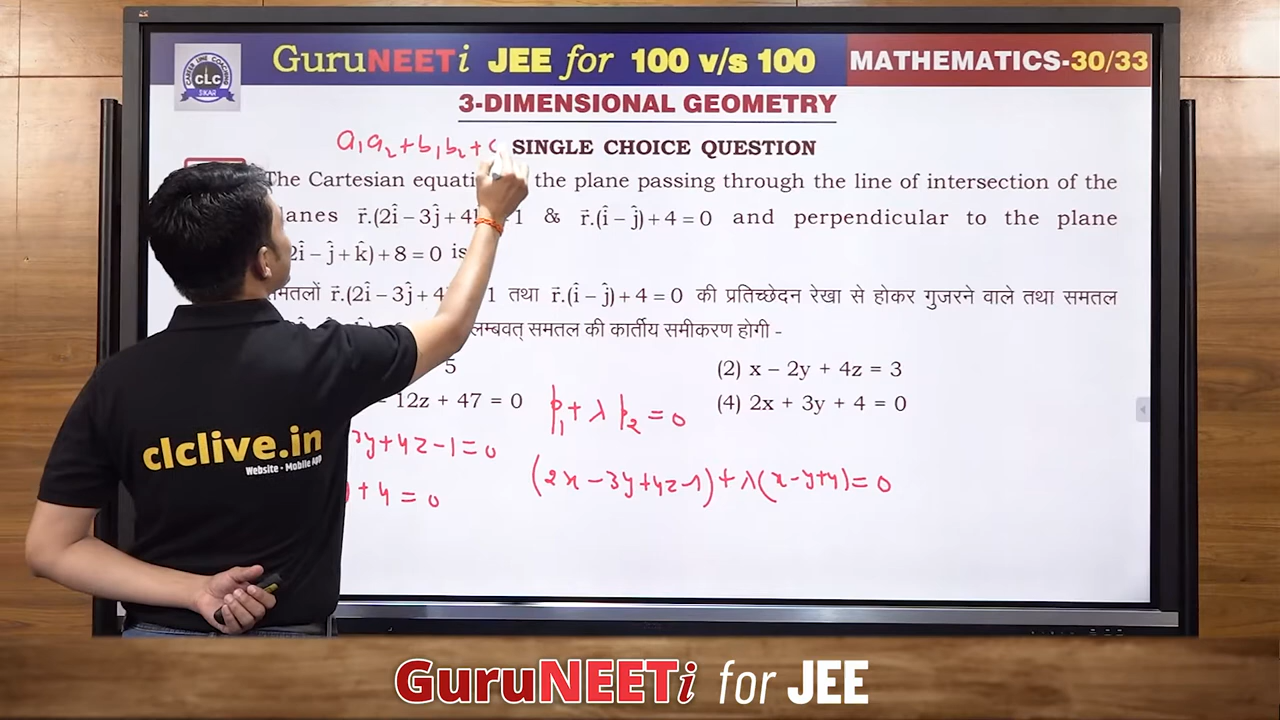 GuruNEETi JEE for 100 v/s 100 MATHEMATICS-30/33
CLC
SIKAR
3-DIMENSIONAL GEOMETRY
a₁a₂+b₁b₂+c SINGLE CHOICE QUESTION
The Cartesian the plane passing through the line of intersection of the
r⃗.(2î − 3ĵ + 4 1 & r⃗.(î − ĵ) + 4 = 0 and perpendicular to the plane
2î − ĵ + k̂) + 8 = 0 is
r⃗.(2î − 3ĵ + 4 1 तथा r⃗.(î − ĵ) + 4 = 0 की प्रतिच्छेदन रेखा से होकर गुजरने वाले तथा समतल
लम्बवत् समतल की कार्तीय समीकरण होगी -
5 (2) x – 2y + 4z = 3
12z + 47 = 0 (4) 2x + 3y + 4 = 0
p₁ + λ p₂ = 0
3y+4z−1=0
(2x−3y+4z−1)+λ(x−y+4)=0
+ 4 = 0
clclive.in
Website - Mobile App
GuruNEETi for JEE